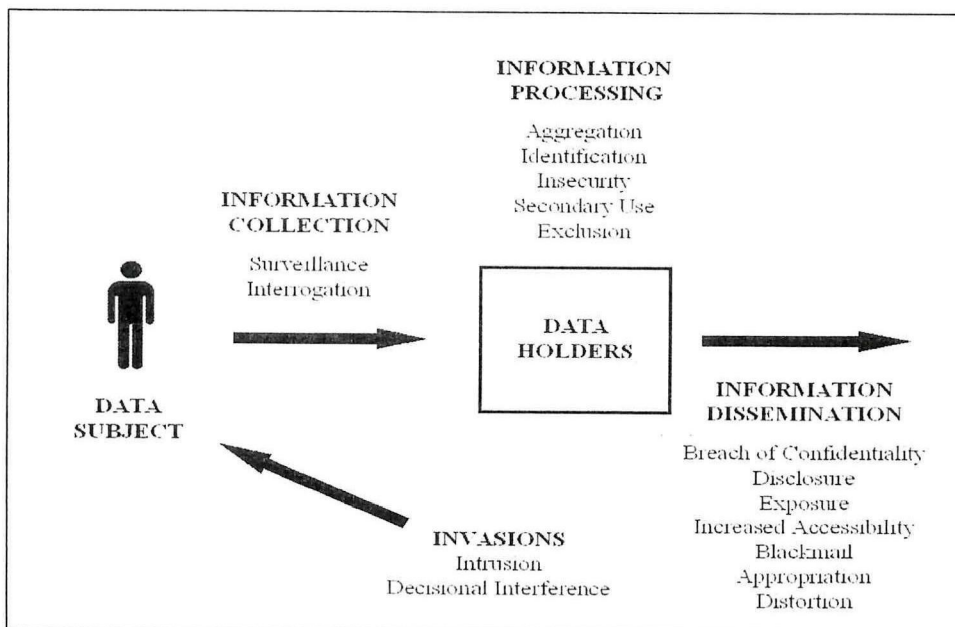 INFORMATION
PROCESSING
Aggregation
Identification
Insecurity
Secondary Use
Exclusion
INFORMATION
COLLECTION
Surveillance
Interrogation
DATA
SUBJECT
DATA
HOLDERS
INFORMATION
DISSEMINATION
Breach of Confidentiality
Disclosure
Exposure
Increased Accessibility
Blackmail
Appropriation
Distortion
INVASIONS
Intrusion
Decisional Interference